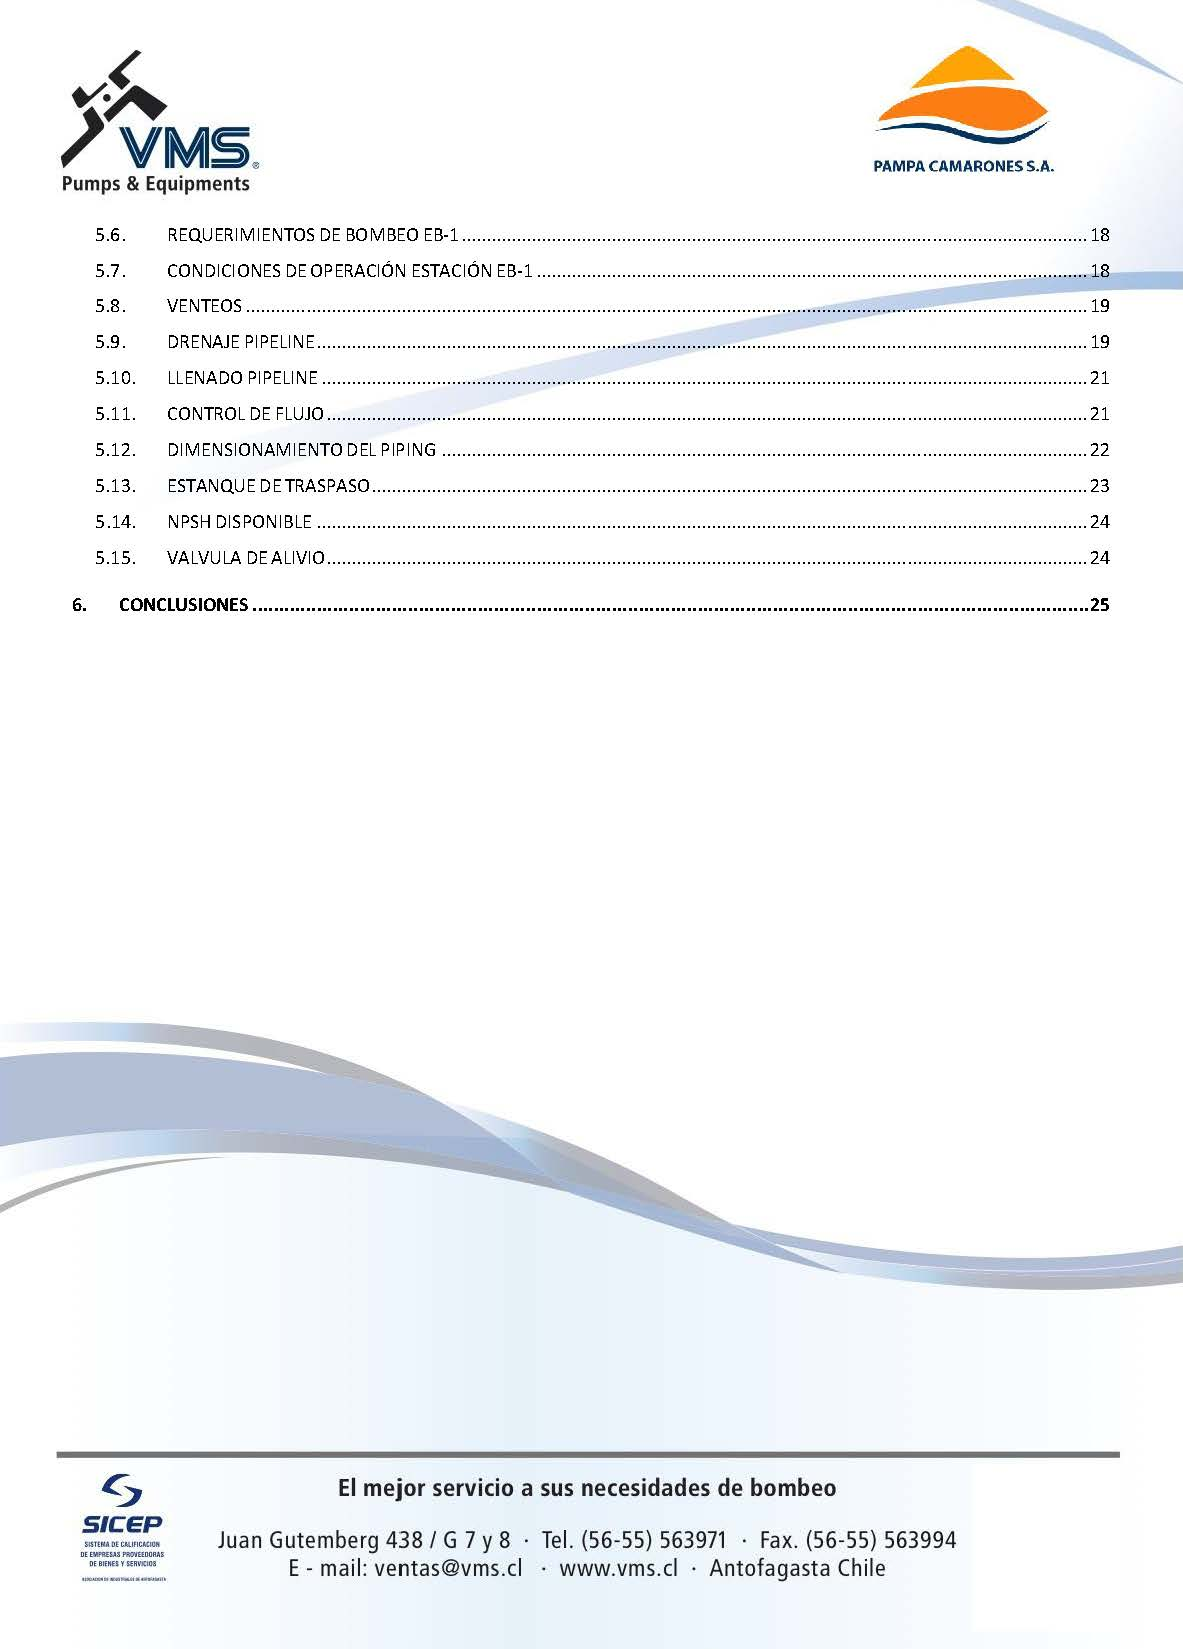 VMS®
Pumps & Equipments
PAMPA CAMARONES S.A.
5.6. REQUERIMIENTOS DE BOMBEO EB-1 ........ 18
5.7. CONDICIONES DE OPERACIÓN ESTACIÓN EB-1 ........ 18
5.8. VENTEOS ........ 19
5.9. DRENAJE PIPELINE ........ 19
5.10. LLENADO PIPELINE ........ 21
5.11. CONTROL DE FLUJO ........ 21
5.12. DIMENSIONAMIENTO DEL PIPING ........ 22
5.13. ESTANQUE DE TRASPASO ........ 23
5.14. NPSH DISPONIBLE ........ 24
5.15. VALVULA DE ALIVIO ........ 24
6. CONCLUSIONES ........ 25
El mejor servicio a sus necesidades de bombeo
Juan Gutemberg 438 / G 7 y 8 · Tel. (56-55) 563971 · Fax. (56-55) 563994
E - mail: ventas@vms.cl · www.vms.cl · Antofagasta Chile
SICEP
SISTEMA DE CALIFICACION
DE EMPRESAS PROVEEDORAS
DE BIENES Y SERVICIOS
ASOCIACION DE INDUSTRIALES DE ANTOFAGASTA